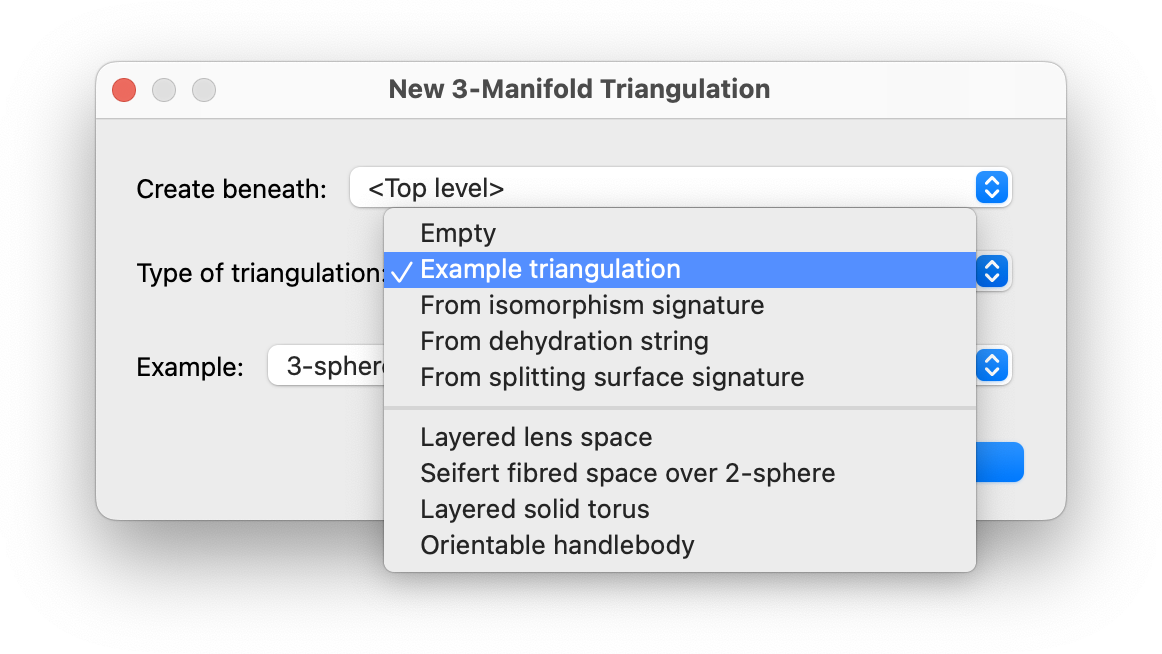 New 3-Manifold Triangulation
Create beneath: <Top level>
Empty
Type of triangulation: Example triangulation
From isomorphism signature
From dehydration string
Example: 3-spher
From splitting surface signature
Layered lens space
Seifert fibred space over 2-sphere
Layered solid torus
Orientable handlebody